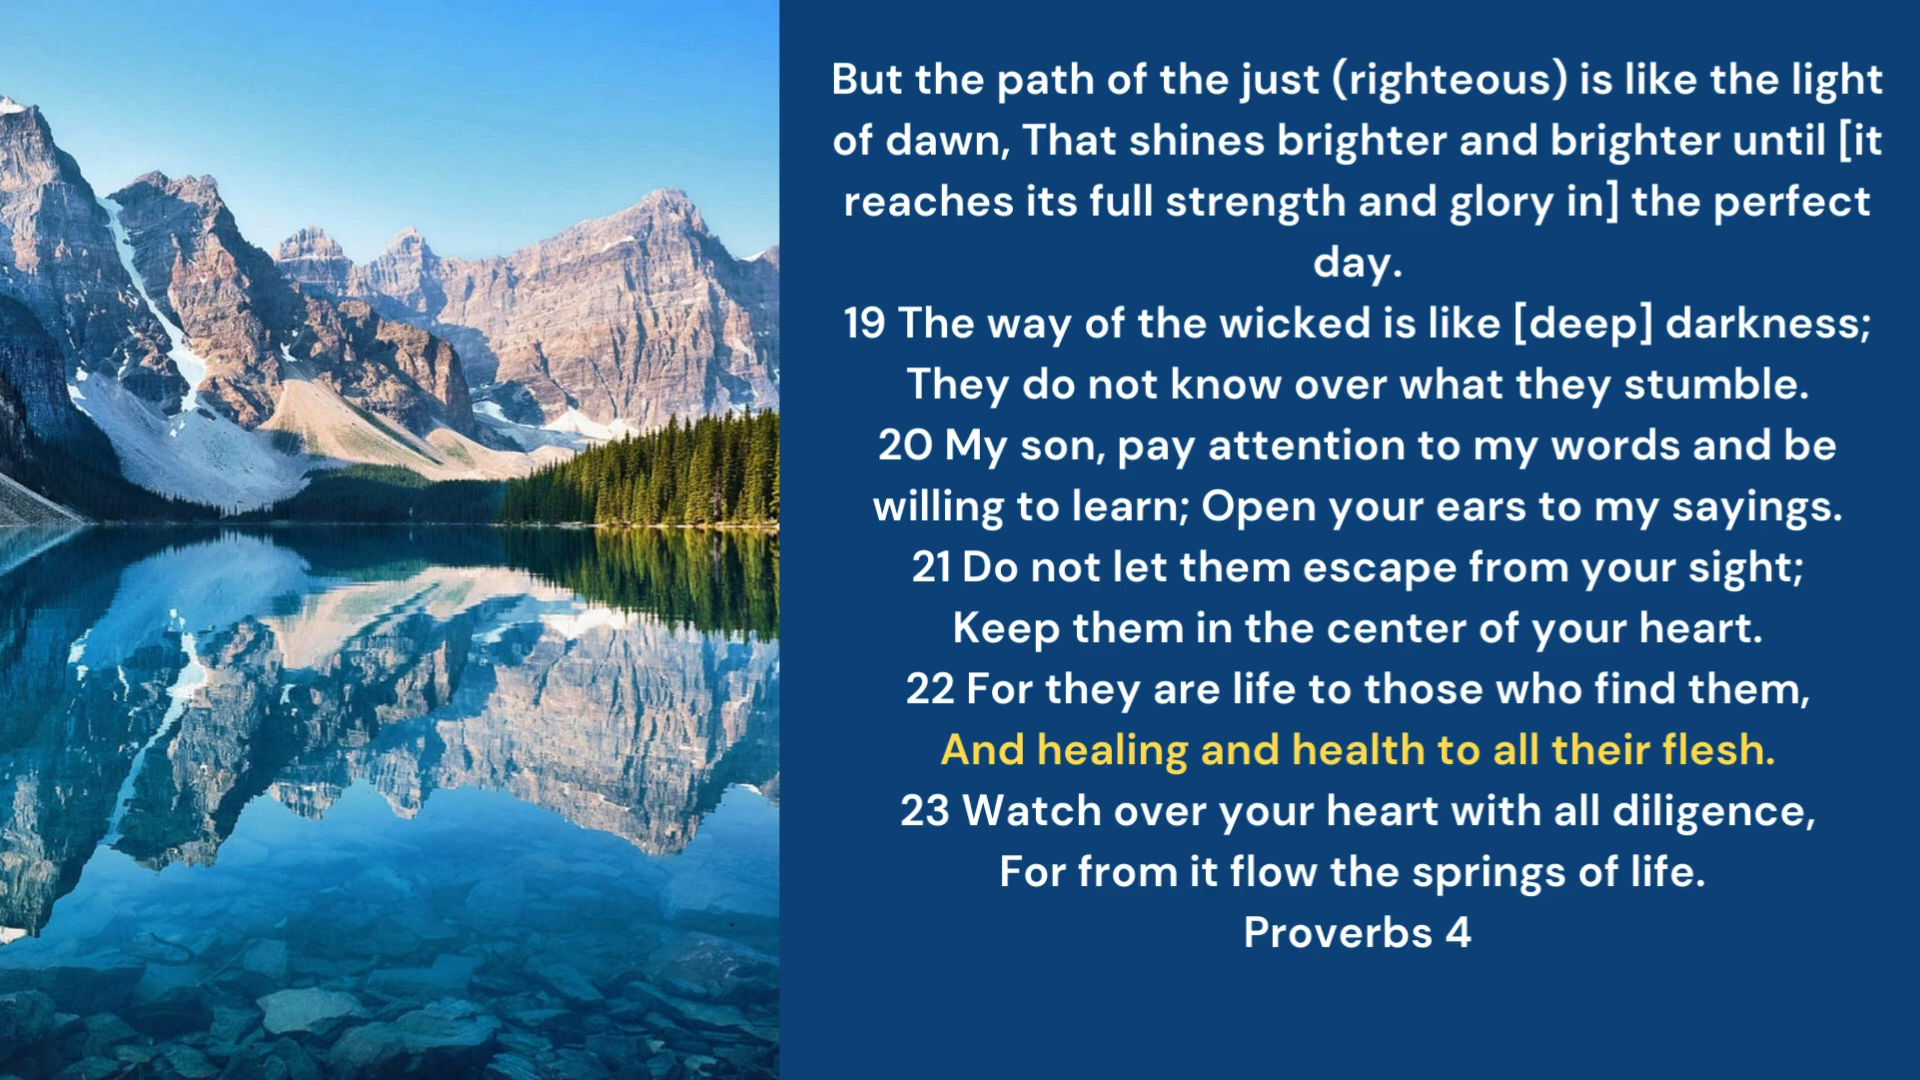 But the path of the just (righteous) is like the light
of dawn, That shines brighter and brighter until [it
reaches its full strength and glory in] the perfect
day.
19 The way of the wicked is like [deep] darkness;
They do not know over what they stumble.
20 My son, pay attention to my words and be
willing to learn; Open your ears to my sayings.
21 Do not let them escape from your sight;
Keep them in the center of your heart.
22 For they are life to those who find them,
And healing and health to all their flesh.
23 Watch over your heart with all diligence,
For from it flow the springs of life.
Proverbs 4